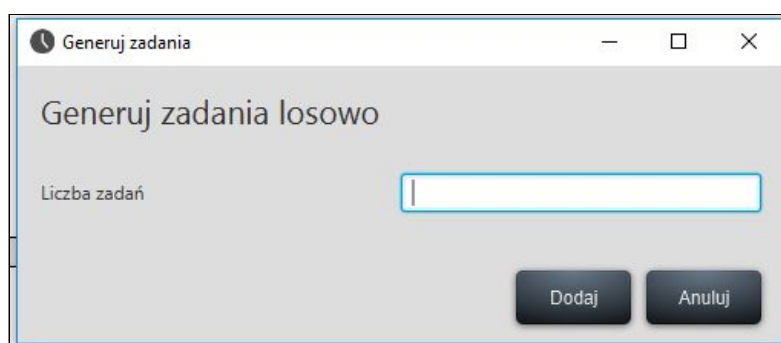 Generuj zadania
Generuj zadania losowo
Liczba zadań
Dodaj Anuluj